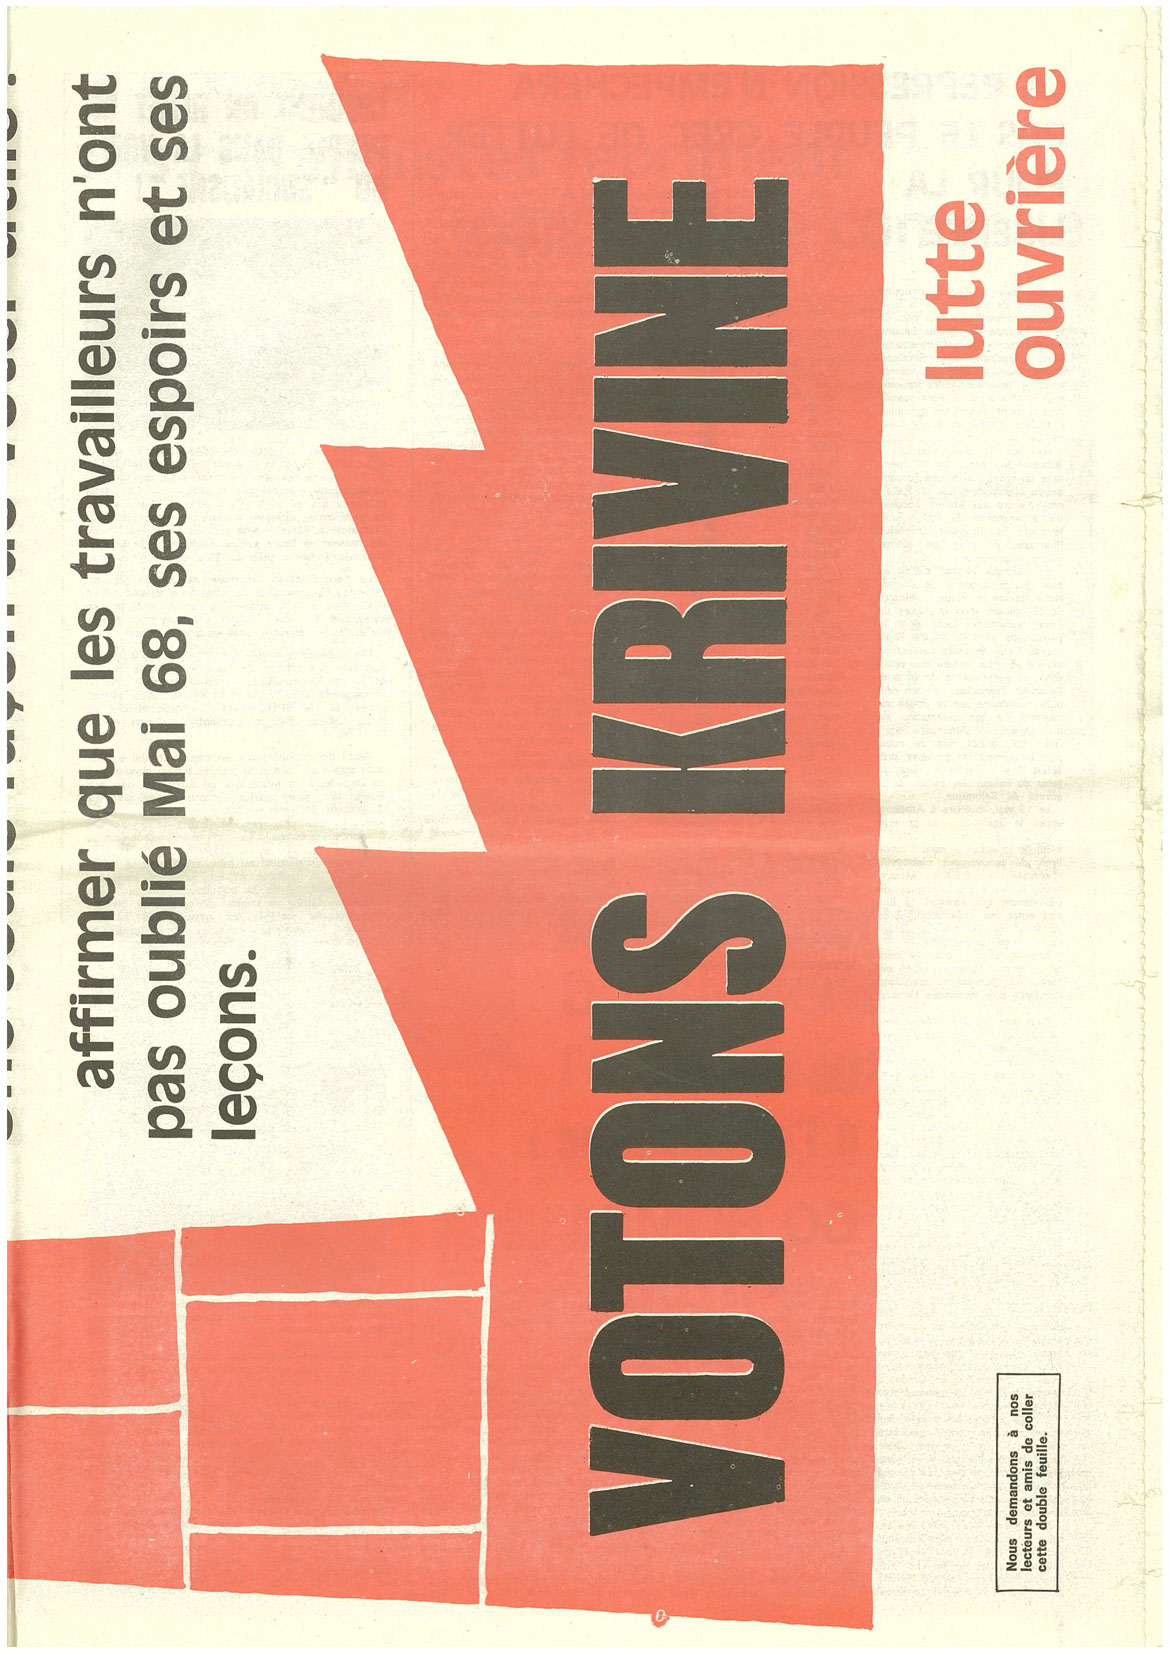 affirmer que les travailleurs n'ont
pas oublié Mai 68, ses espoirs et ses
leçons.
VOTONS KRIVINE
lutte
ouvrière
Nous demandons à nos
lecteurs et amis de coller
cette double feuille.